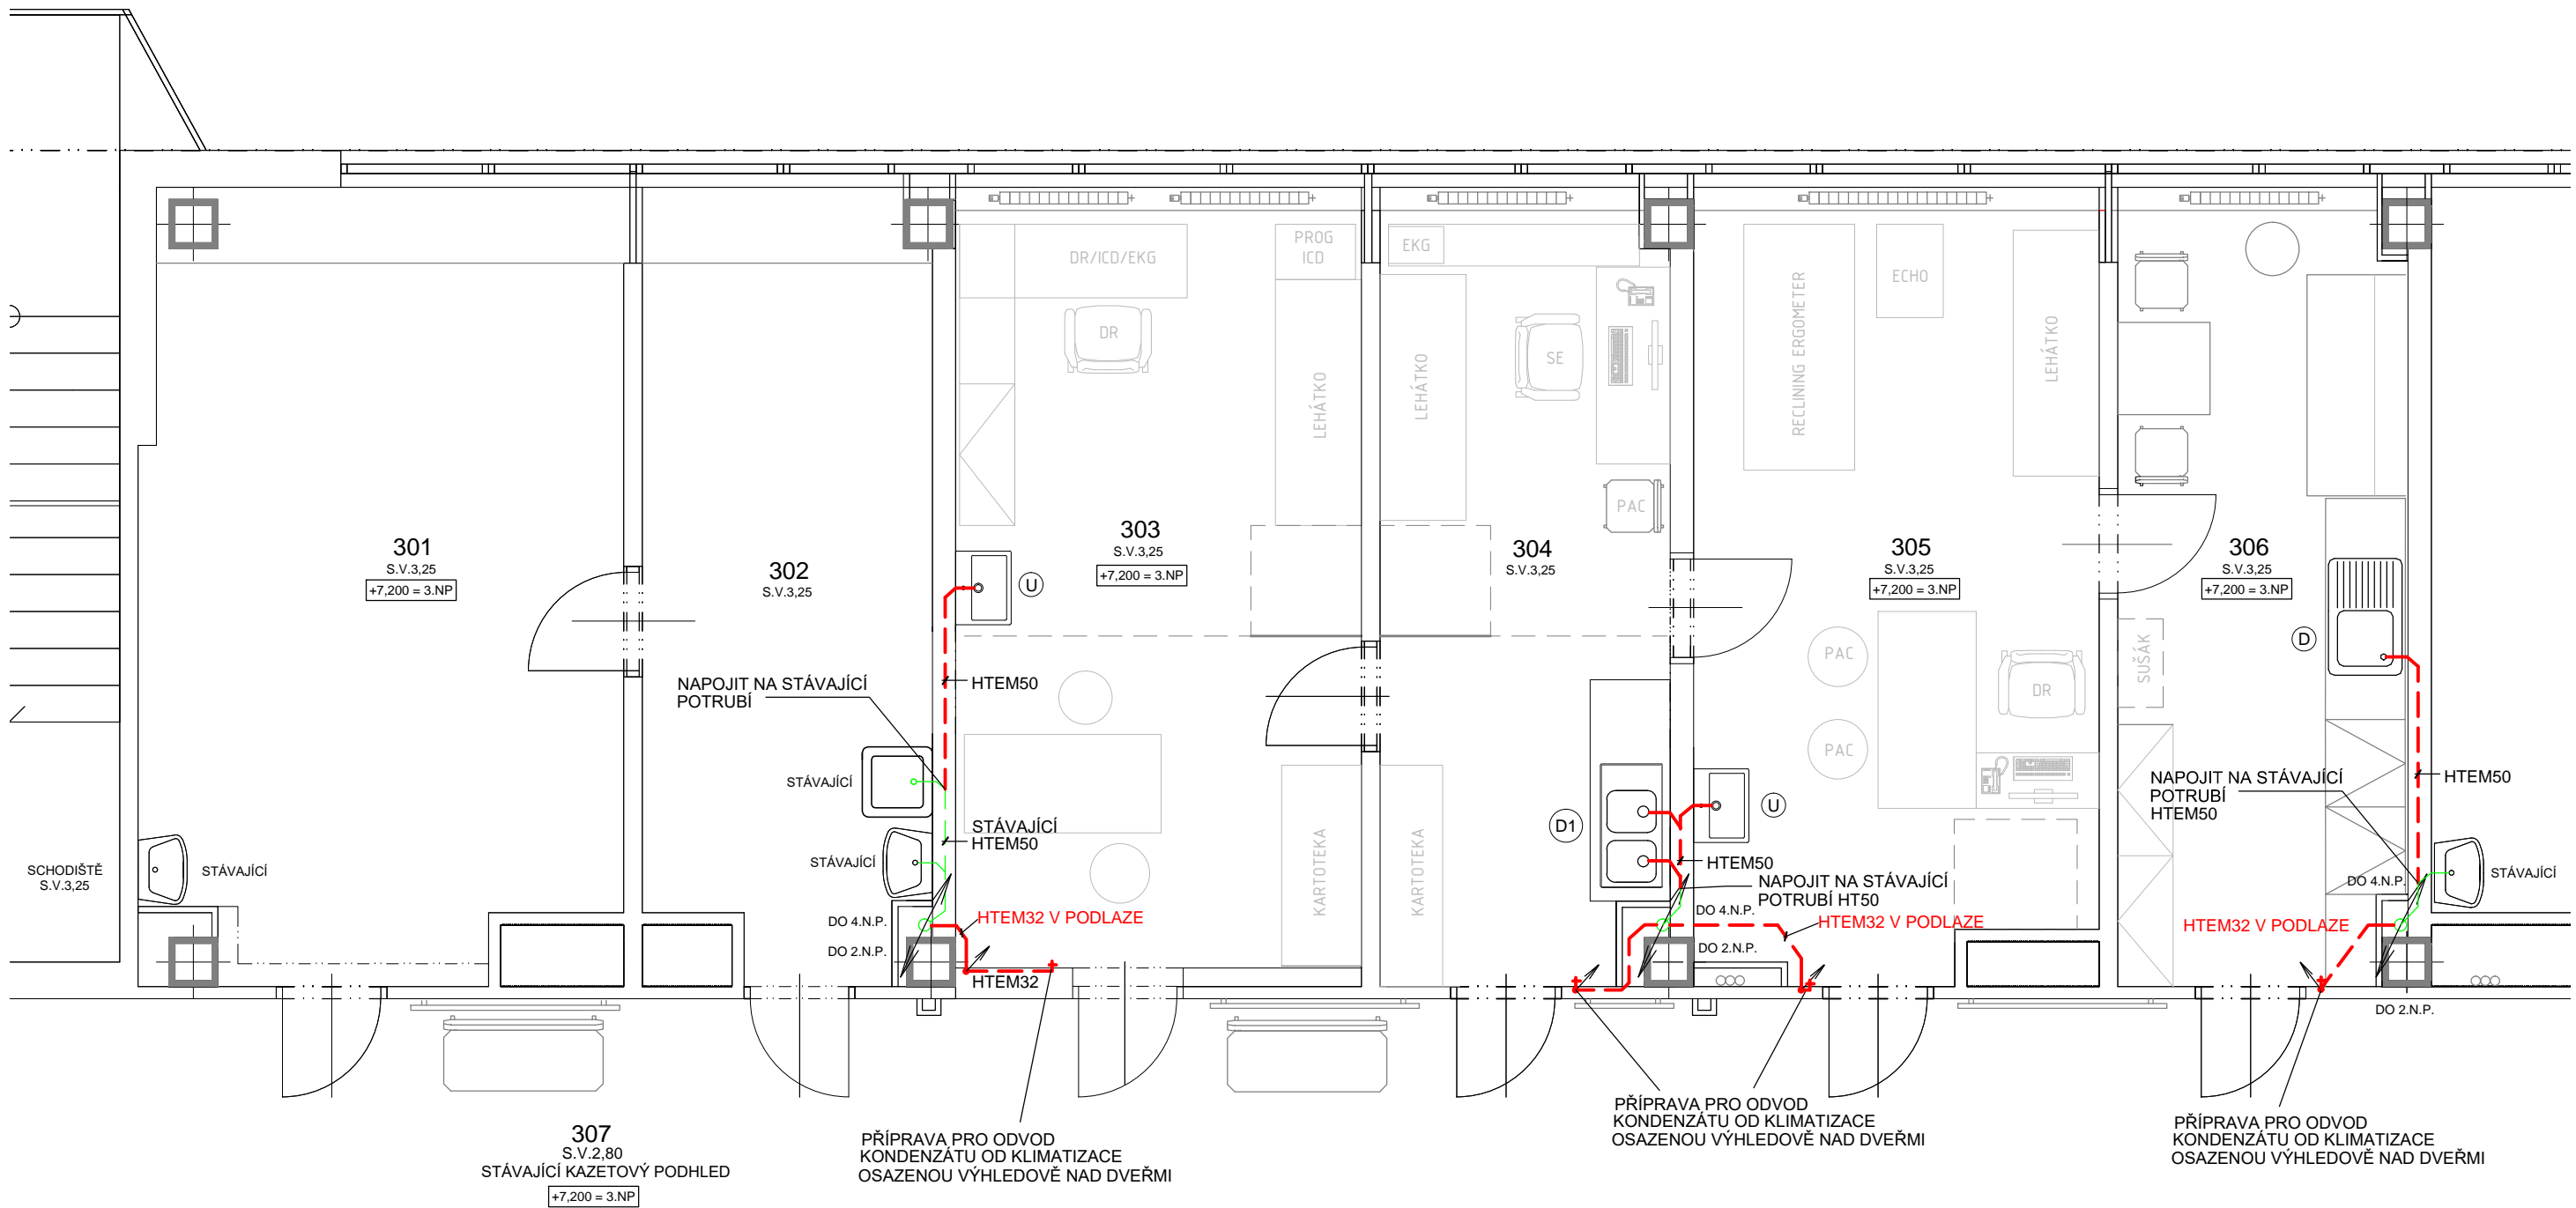 PROG
ICD
DR/ICD/EKG
EKG
ECHO
DR
SE
LEHÁTKO
LEHÁTKO
RECLINING ERGOMETER
LEHÁTKO
PAC
301
S.V.3,25
+7,200 = 3.NP
302
S.V.3,25
303
S.V.3,25
+7,200 = 3.NP
304
S.V.3,25
305
S.V.3,25
+7,200 = 3.NP
306
S.V.3,25
+7,200 = 3.NP
U
D
SUŠÁK
PAC
DR
PAC
NAPOJIT NA STÁVAJÍCÍ
POTRUBÍ
HTEM50
STÁVAJÍCÍ
STÁVAJÍCÍ
HTEM50
STÁVAJÍCÍ
STÁVAJÍCÍ
SCHODIŠTĚ
S.V.3,25
KARTOTEKA
KARTOTEKA
D1
U
HTEM50
NAPOJIT NA STÁVAJÍCÍ
POTRUBÍ HT50
NAPOJIT NA STÁVAJÍCÍ
POTRUBÍ
HTEM50
HTEM50
STÁVAJÍCÍ
DO 4.N.P.
DO 2.N.P.
HTEM32 V PODLAZE
HTEM32
DO 4.N.P.
DO 2.N.P.
HTEM32 V PODLAZE
DO 4.N.P.
HTEM32 V PODLAZE
DO 2.N.P.
307
S.V.2,80
STÁVAJÍCÍ KAZETOVÝ PODHLED
+7,200 = 3.NP
PŘÍPRAVA PRO ODVOD
KONDENZÁTU OD KLIMATIZACE
OSAZENOU VÝHLEDOVĚ NAD DVEŘMI
PŘÍPRAVA PRO ODVOD
KONDENZÁTU OD KLIMATIZACE
OSAZENOU VÝHLEDOVĚ NAD DVEŘMI
PŘÍPRAVA PRO ODVOD
KONDENZÁTU OD KLIMATIZACE
OSAZENOU VÝHLEDOVĚ NAD DVEŘMI